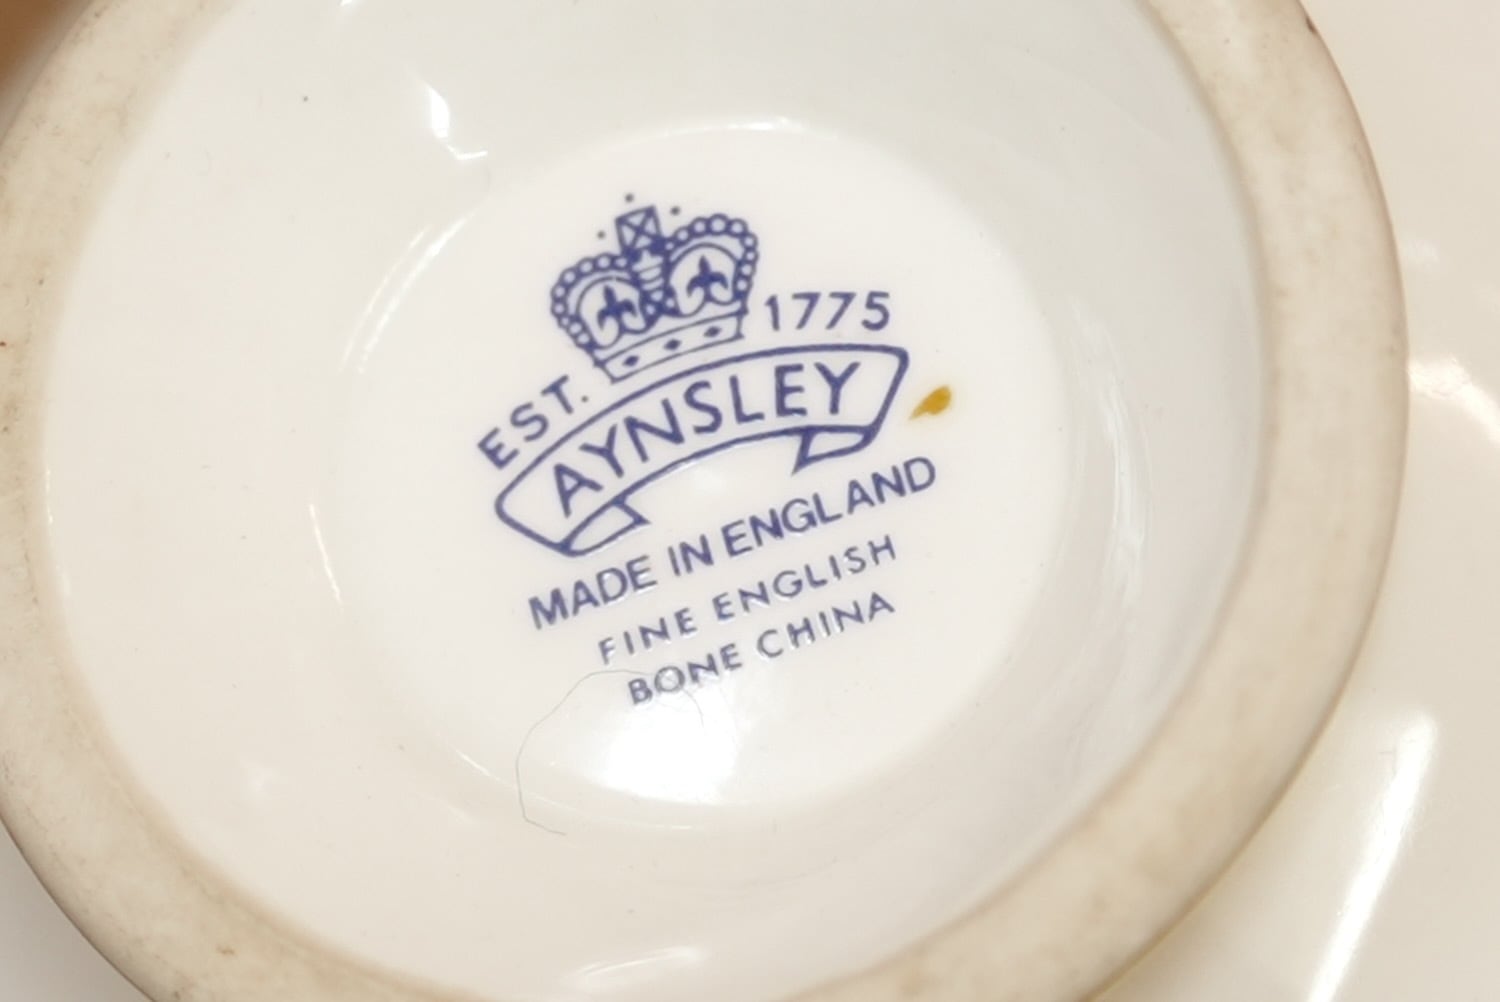 EST. 1775
AYNSLEY
MADE IN ENGLAND
FINE ENGLISH
BONE CHINA